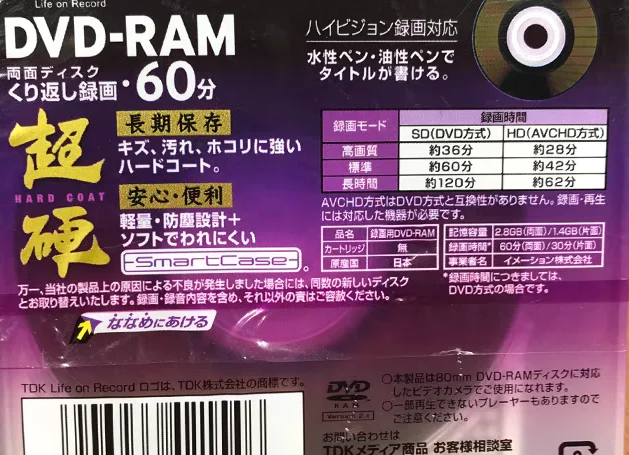 Life on Record
DVD-RAM
両面ディスク
くり返し録画・60分
超硬
HARD COAT
長期保存
キズ、汚れ、ホコリに強い
ハードコート。
安心・便利
軽量・防塵設計＋
ソフトでわれにくい
SmartCase。
ハイビジョン録画対応
水性ペン・油性ペンで
タイトルが書ける。
録画モード 録画時間
SD(DVD方式) HD(AVCHD方式)
高画質 約36分 約28分
標準 約60分 約42分
長時間 約120分 約62分
AVCHD方式はDVD方式と互換性がありません。録画・再生
には対応した機器が必要です。
品名 録画用DVD-RAM 記憶容量 2.8GB(両面)/1.4GB(片面)
カートリッジ 無 録画時間* 60分(両面)/30分(片面)
原産国 日本 事業者名 イメーション株式会社
*録画時間につきましては、
DVD方式の場合です。
万一、当社の製品上の原因による不良が発生しました場合には、同数の新しいディスク
とお取り替えいたします。録画・録音内容を含め、それ以外の責はご容赦ください。
ななめにあける
TDK Life on Record ロゴは、TDK株式会社の商標です。
DVD
RAM
○本製品は80mm DVD-RAMディスクに対応
したビデオカメラでご使用になれます。
○一部再生できないプレーヤーもありますので
ご注意ください。
お問い合わせは
TDKメディア商品 お客様相談室